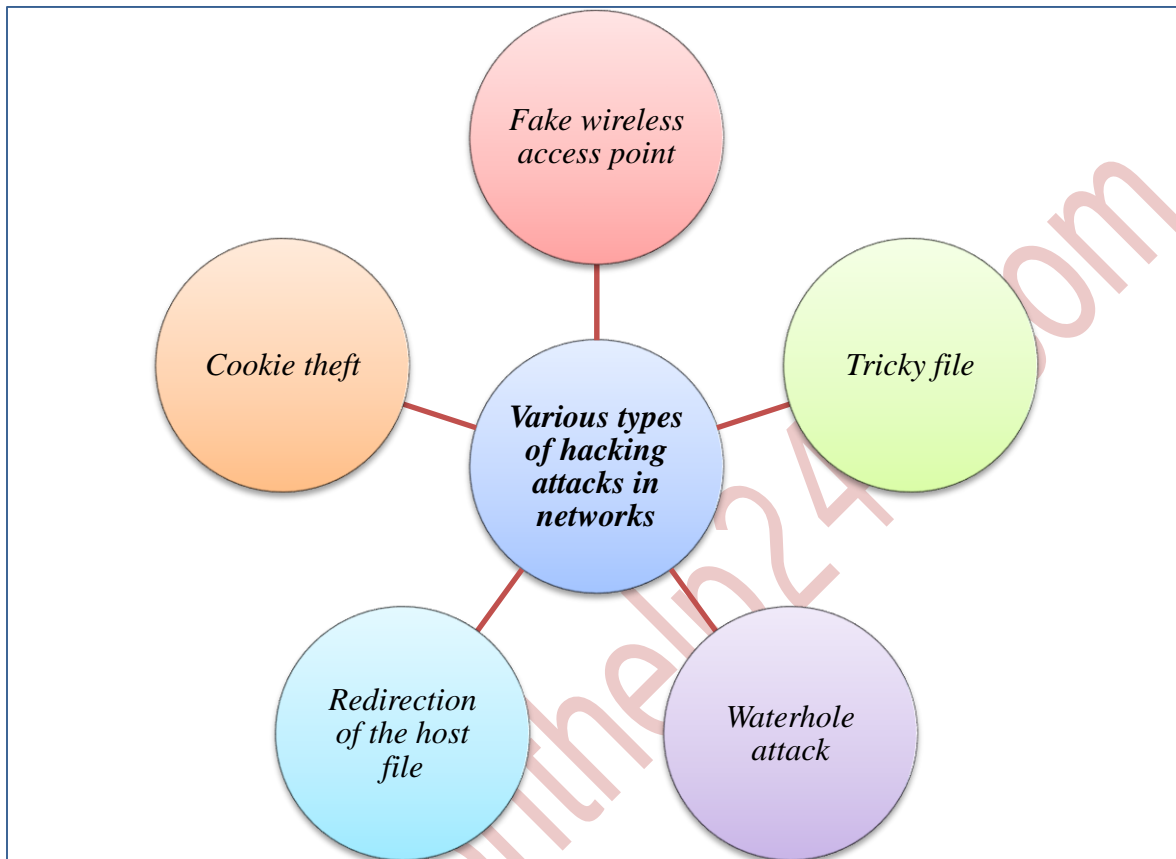 Fake wireless
access point
Cookie theft
Tricky file
Various types
of hacking
attacks in
networks
Redirection
of the host
file
Waterhole
attack